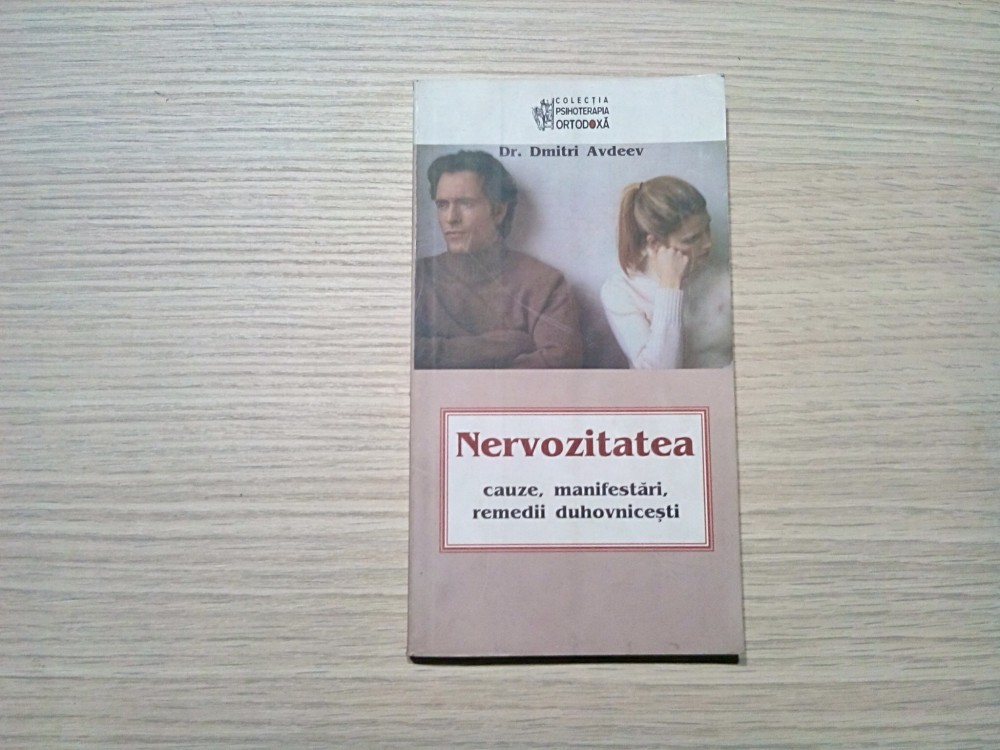 COLECȚIA
PSIHOTERAPIA
ORTODOXĂ
Dr. Dmitri Avdeev
Nervozitatea
cauze, manifestări,
remedii duhovnicești